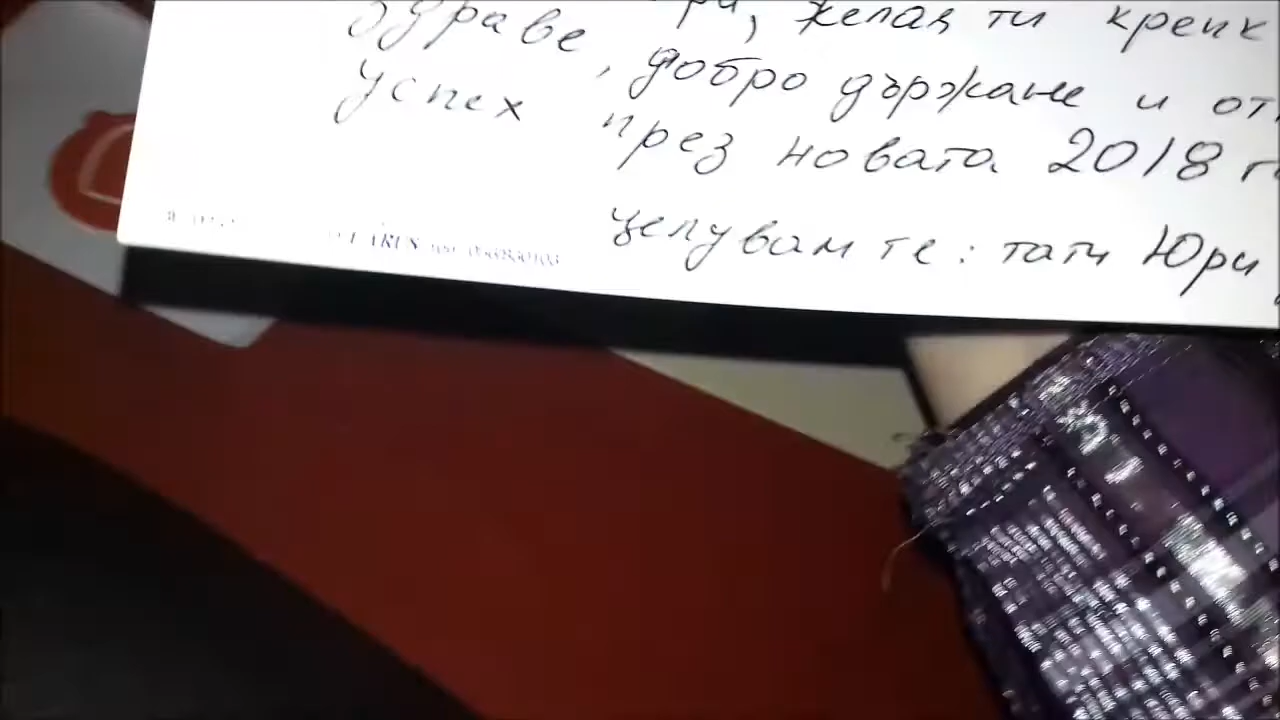 желая ти крепк
здраве, добро държане и от
успех през новата 2018 г
целувам те: тати Юри